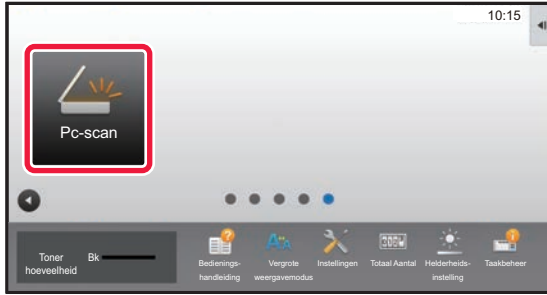 10:15
Pc-scan
Toner
hoeveelheid
Bk
Bedienings-
handleiding
Vergrote
weergavemodus
Instellingen
Totaal Aantal
Helderheids-
instelling
Taakbeheer